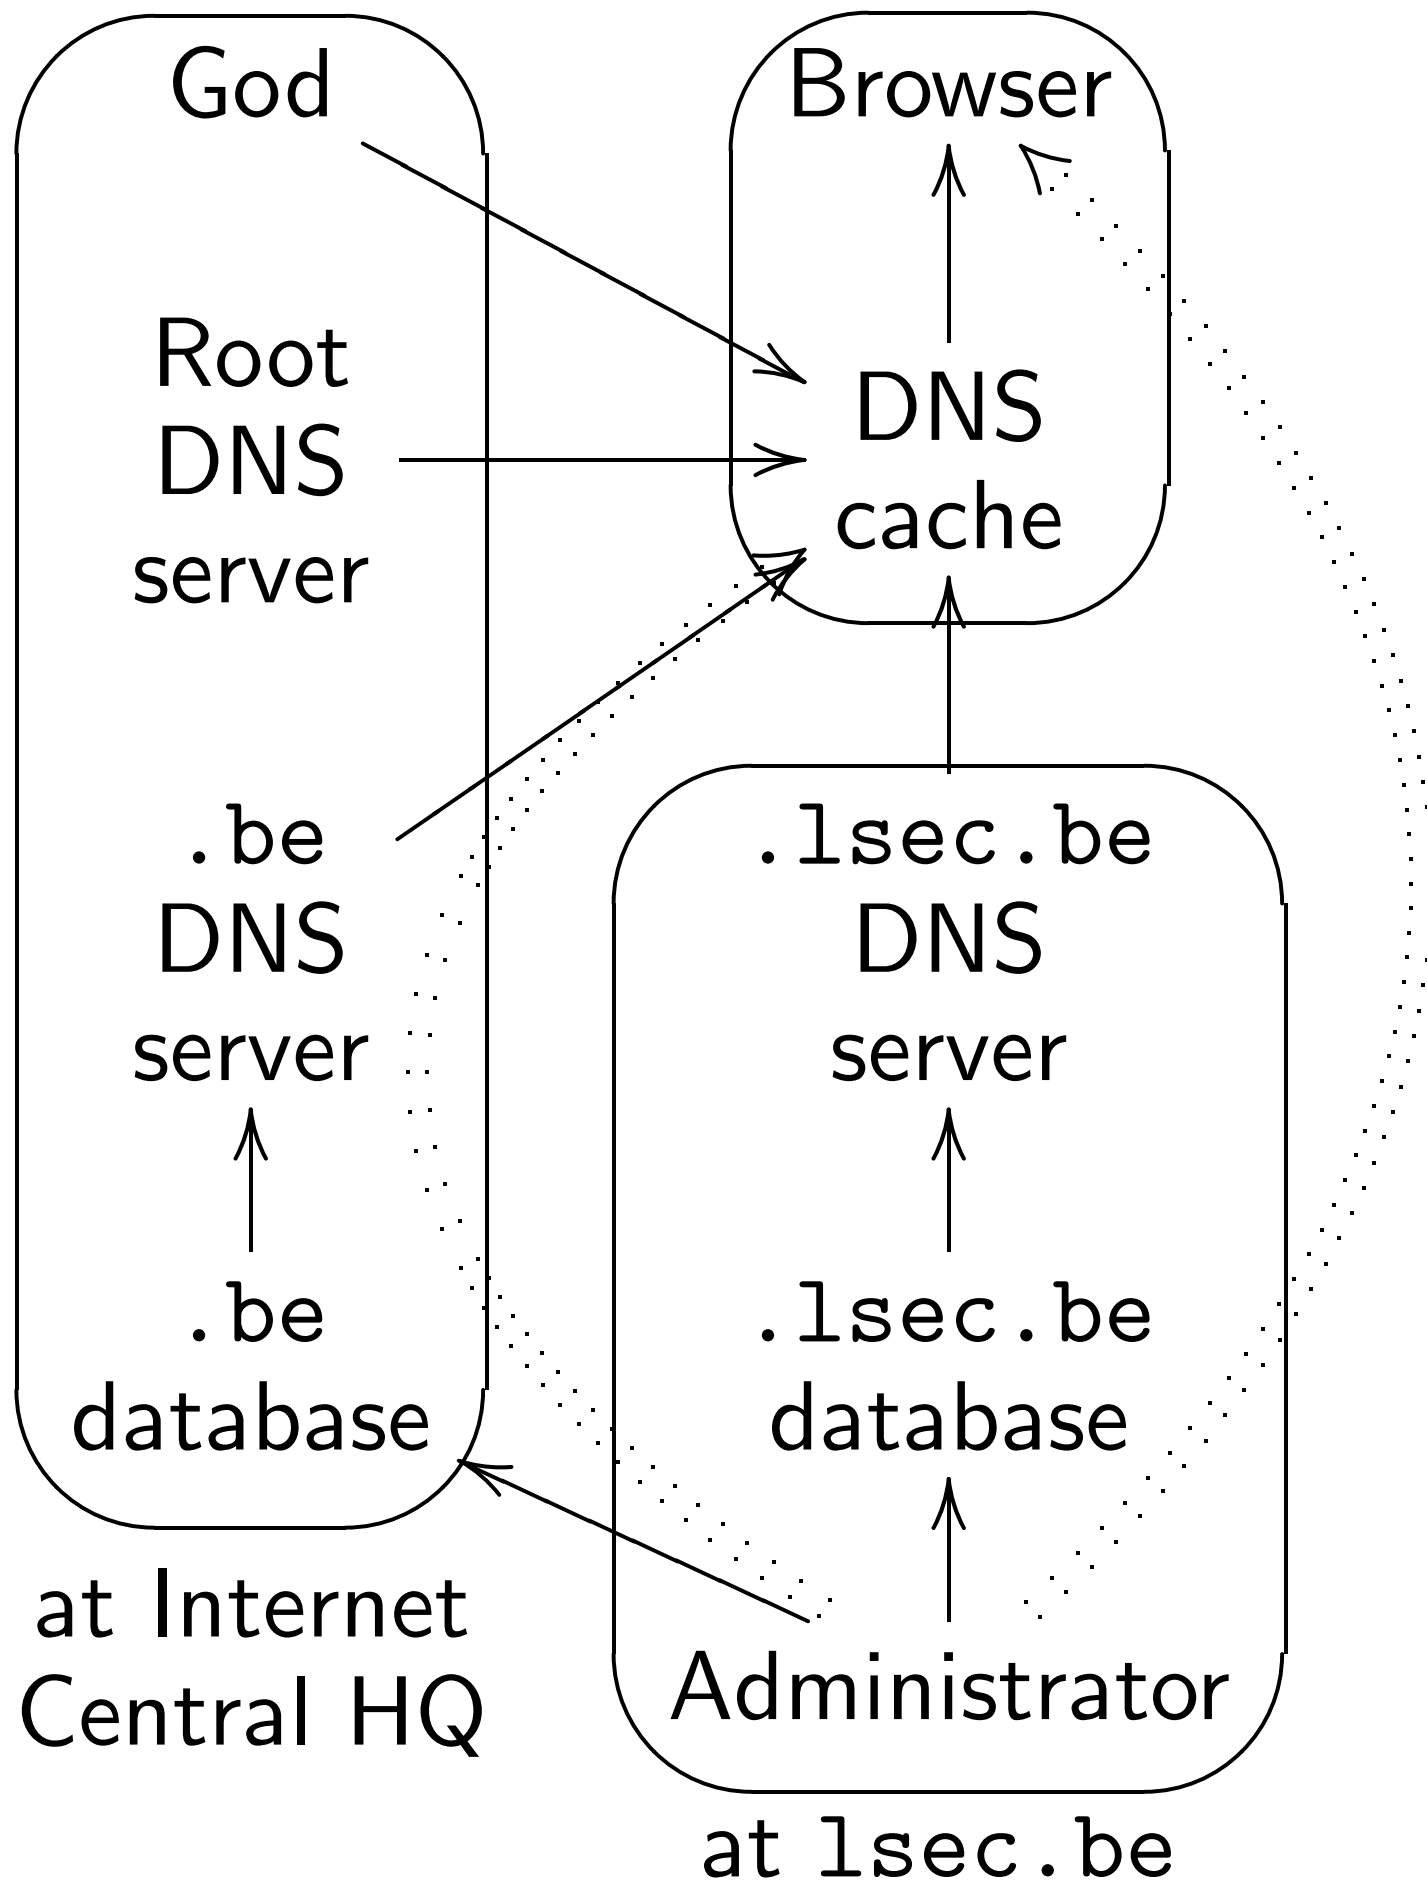 God
Root
DNS
server
.be
DNS
server
.be
database
at Internet
Central HQ
Browser
DNS
cache
.lsec.be
DNS
server
.lsec.be
database
Administrator
at lsec.be